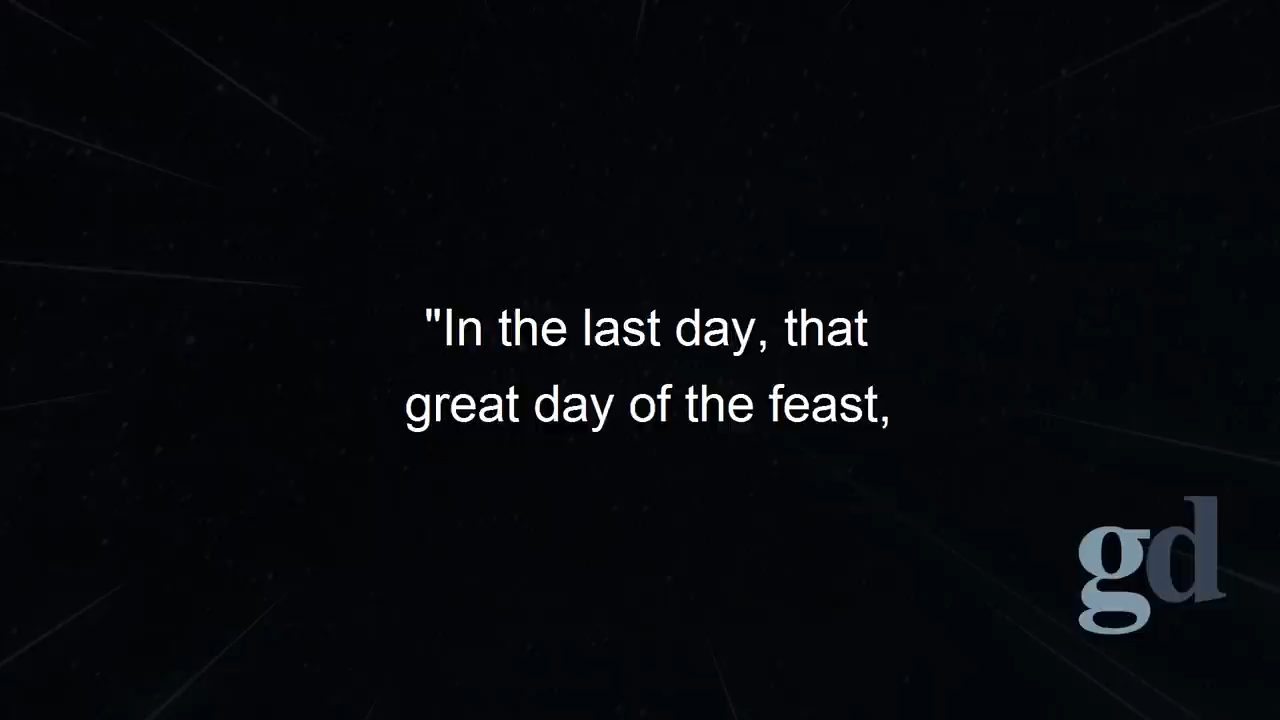 "In the last day, that
great day of the feast,
gd